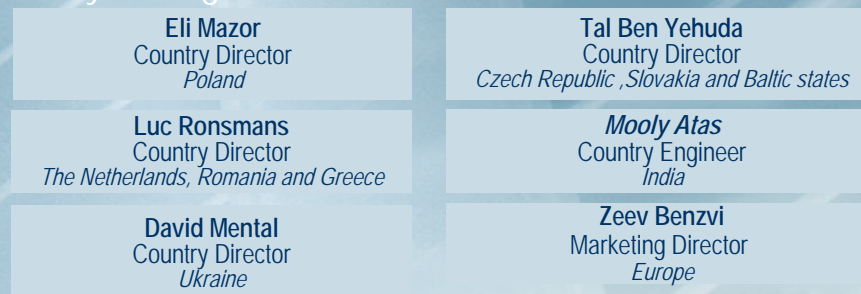 Eli Mazor
Country Director
Poland
Tal Ben Yehuda
Country Director
Czech Republic ,Slovakia and Baltic states
Luc Ronsmans
Country Director
The Netherlands, Romania and Greece
Mooly Atas
Country Engineer
India
David Mental
Country Director
Ukraine
Zeev Benzvi
Marketing Director
Europe